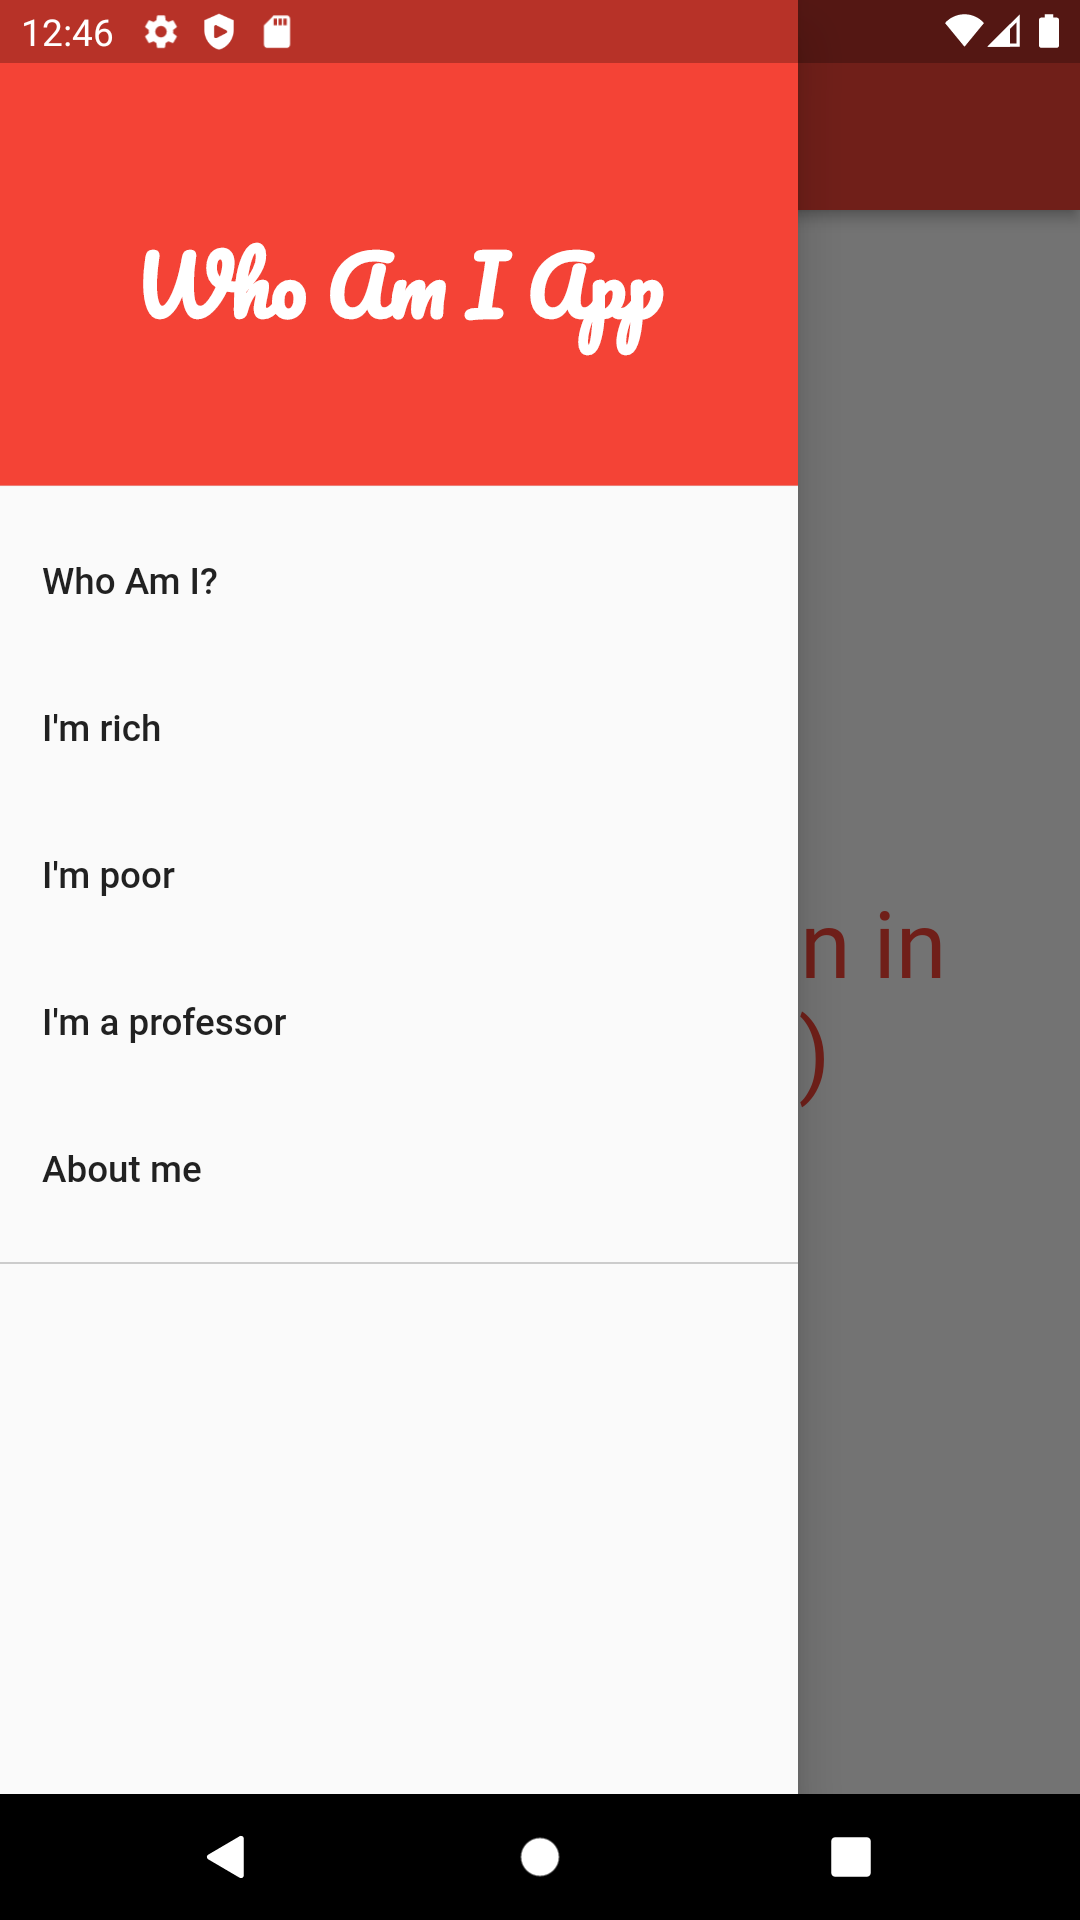 12:46
Who Am I App
Who Am I?
I'm rich
I'm poor
n in
I'm a professor
)
About me